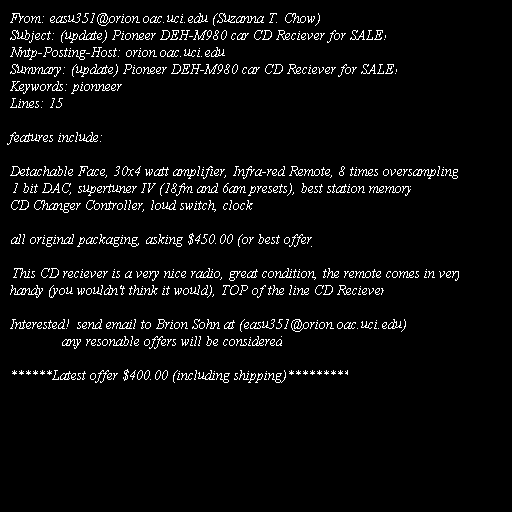 From: easu351@orion.oac.uci.edu (Suzanna T. Chow)
Subject: (update) Pioneer DEH-M980 car CD Reciever for SALE!
Nntp-Posting-Host: orion.oac.uci.edu
Summary: (update) Pioneer DEH-M980 car CD Reciever for SALE!
Keywords: pionneer
Lines: 15

features include:

Detachable Face, 30x4 watt amplifier, Infra-red Remote, 8 times oversampling
1 bit DAC, supertuner IV (18fm and 6am presets), best station memory
CD Changer Controller, loud switch, clock

all original packaging, asking $450.00 (or best offer)

This CD reciever is a very nice radio, great condition, the remote comes in very
handy (you wouldn't think it would), TOP of the line CD Reciever

Interested! send email to Brion Sohn at (easu351@orion.oac.uci.edu)
any resonable offers will be considered

******Latest offer $400.00 (including shipping)*********